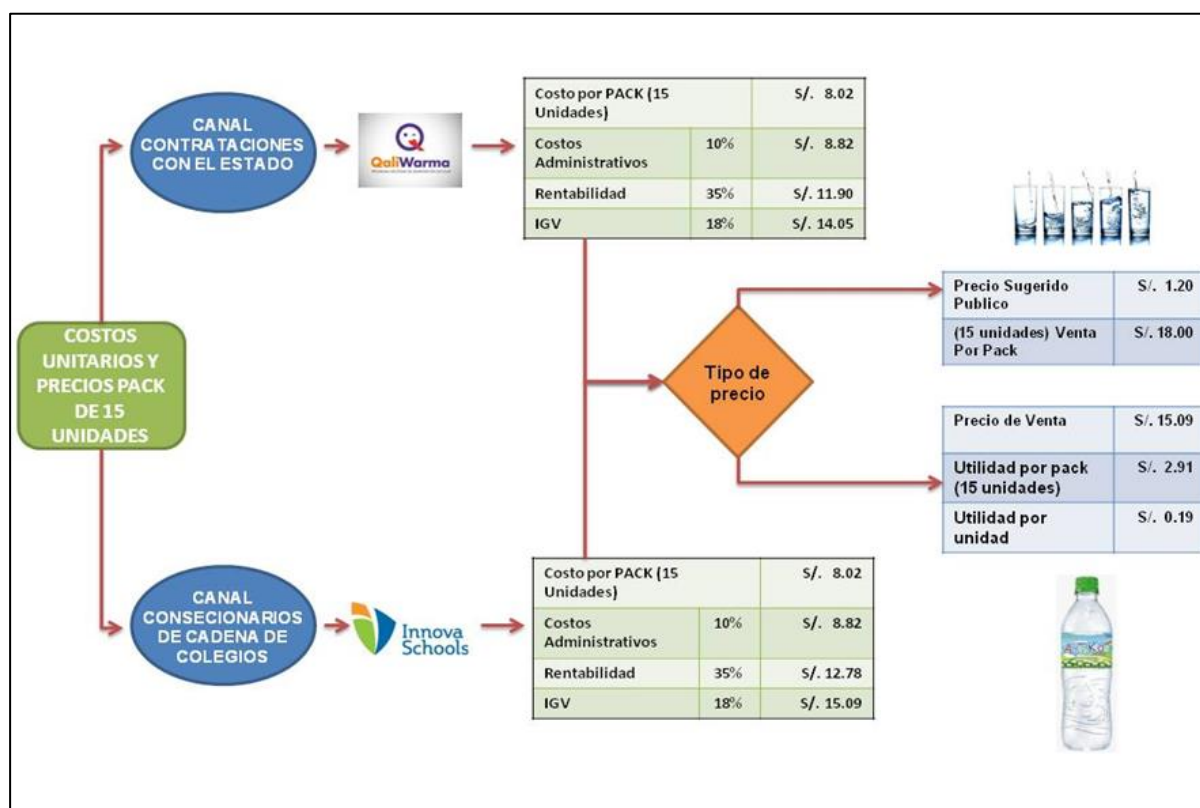 CANAL
CONTRATACIONES
CON EL ESTADO
QaliWarma
Costo por PACK (15
Unidades)
S/. 8.02
Costos
Administrativos
10%
S/. 8.82
Rentabilidad
35%
S/. 11.90
IGV
18%
S/. 14.05
COSTOS
UNITARIOS Y
PRECIOS PACK
DE 15
UNIDADES
Tipo de
precio
Precio Sugerido
Publico
S/. 1.20
(15 unidades) Venta
Por Pack
S/. 18.00
Precio de Venta
S/. 15.09
Utilidad por pack
(15 unidades)
S/. 2.91
Utilidad por
unidad
S/. 0.19
CANAL
CONSECIONARIOS
DE CADENA DE
COLEGIOS
Innova
Schools
Costo por PACK (15
Unidades)
S/. 8.02
Costos
Administrativos
10%
S/. 8.82
Rentabilidad
35%
S/. 12.78
IGV
18%
S/. 15.09